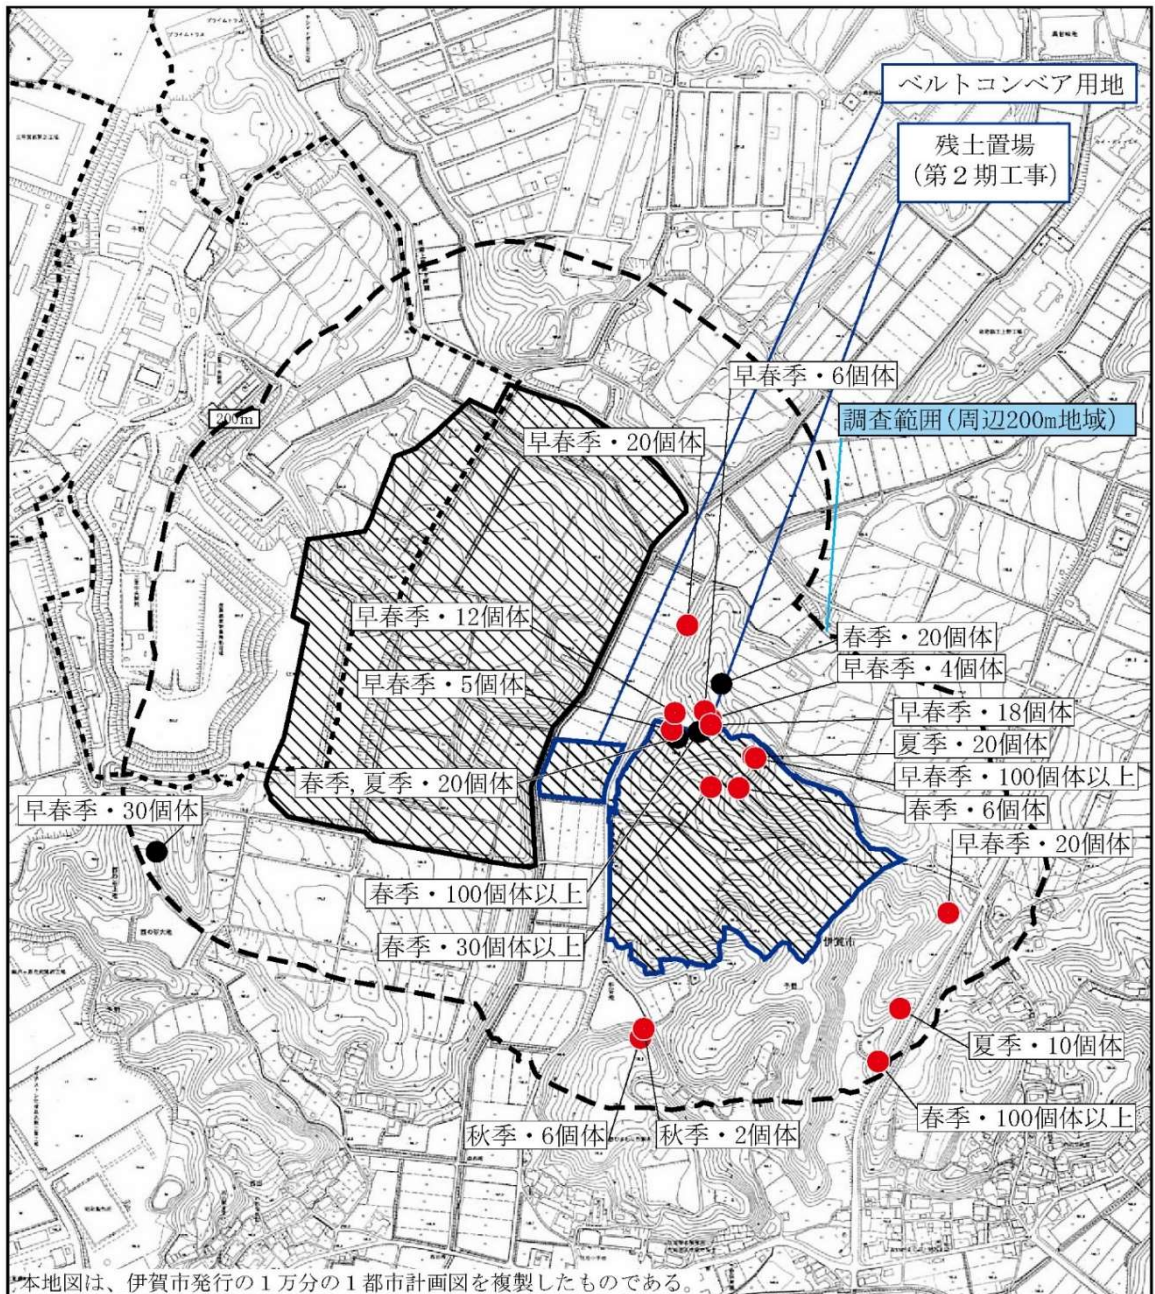 ベルトコンベア用地
残土置場
(第2期工事)
早春季・6個体
調査範囲(周辺200m地域)
200m
早春季・20個体
早春季・12個体
春季・20個体
早春季・4個体
早春季・5個体
早春季・18個体
夏季・20個体
春季,夏季・20個体
早春季・100個体以上
早春季・30個体
春季・6個体
早春季・20個体
春季・100個体以上
春季・30個体以上
伊賀市
夏季・10個体
春季・100個体以上
秋季・6個体
秋季・2個体
本地図は、伊賀市発行の1万分の1都市計画図を複製したものである。